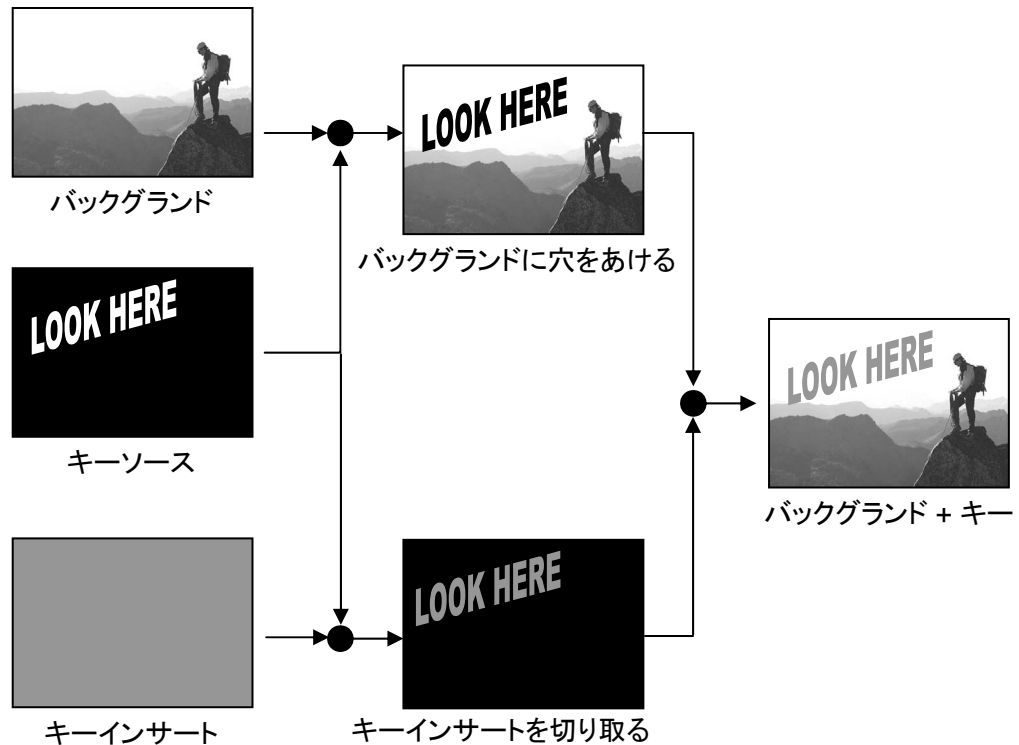 バックグランド
LOOK HERE
バックグランドに穴をあける
LOOK HERE
キーソース
LOOK HERE
バックグランド + キー
キーインサート
LOOK HERE
キーインサートを切り取る